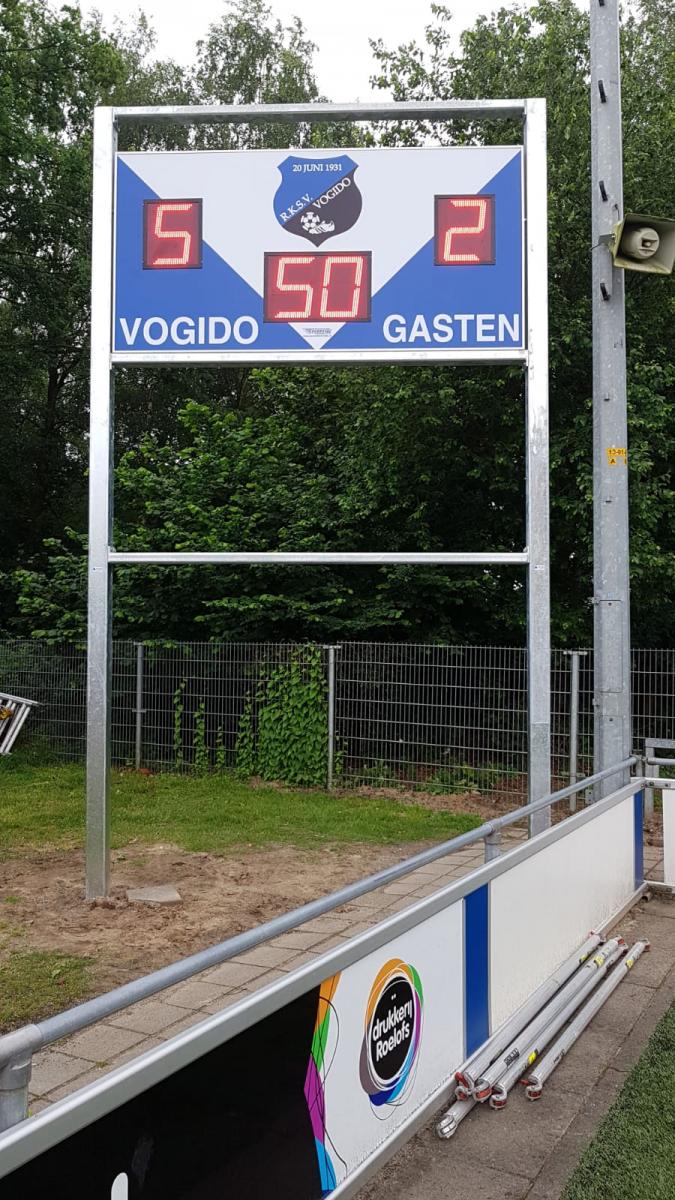 20 JUNI 1931
R.K.S.V. VOGIDO
5
2
50
VOGIDO
GASTEN
drukkerij
Roelofs